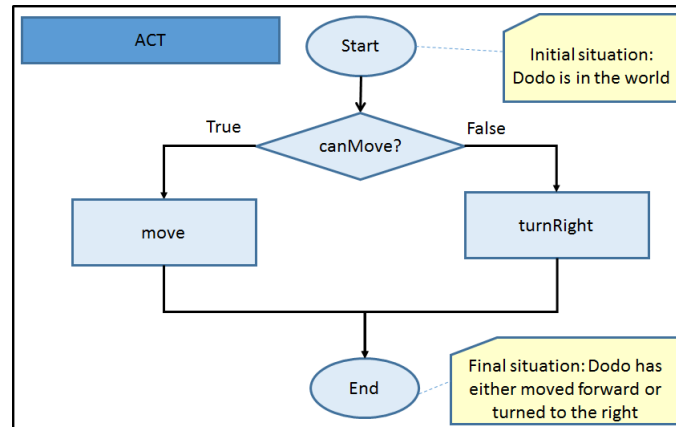 ACT
Start
Initial situation:
Dodo is in the world
True
False
canMove?
move
turnRight
End
Final situation: Dodo has
either moved forward or
turned to the right